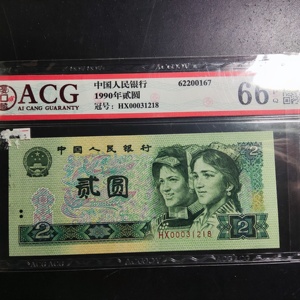 ACG
AI CANG GUARANTY
中国人民银行
1990年贰圆
冠号：HX00031218
62200167
66
中国人民银行
贰圆
2
2
HX00031218